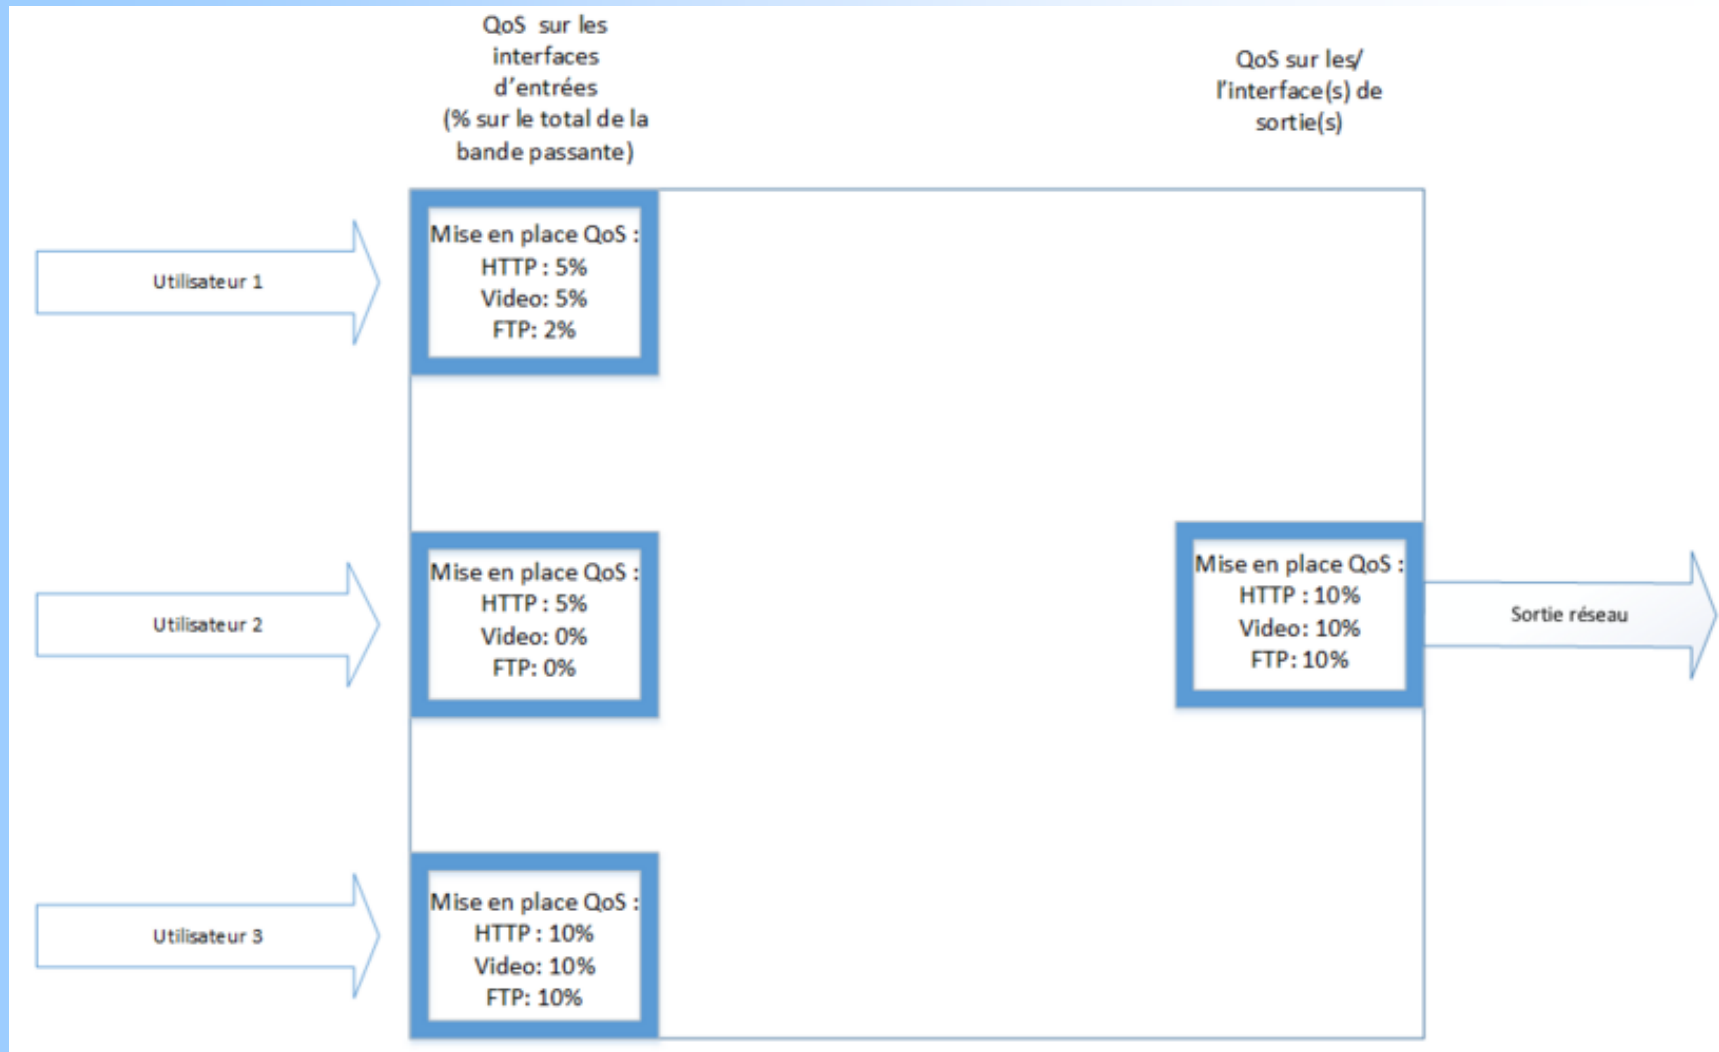 QoS sur les
interfaces
d'entrées
(% sur le total de la
bande passante)
QoS sur les/
l'interface(s) de
sortie(s)
Utilisateur 1
Mise en place QoS :
HTTP : 5%
Video: 5%
FTP: 2%
Utilisateur 2
Mise en place QoS :
HTTP : 5%
Video: 0%
FTP: 0%
Mise en place QoS :
HTTP : 10%
Video: 10%
FTP: 10%
Sortie réseau
Utilisateur 3
Mise en place QoS :
HTTP : 10%
Video: 10%
FTP: 10%